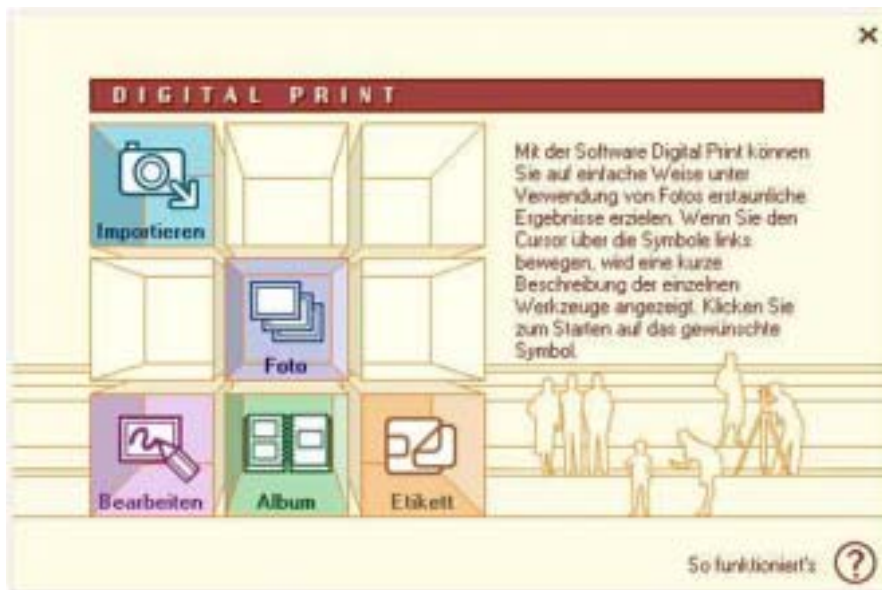 DIGITAL PRINT
Importieren
Foto
Bearbeiten
Album
Etikett
Mit der Software Digital Print können
Sie auf einfache Weise unter
Verwendung von Fotos erstaunliche
Ergebnisse erzielen. Wenn Sie den
Cursor über die Symbole links
bewegen, wird eine kurze
Beschreibung der einzelnen
Werkzeuge angezeigt. Klicken Sie
zum Starten auf das gewünschte
Symbol.
So funktioniert's ?